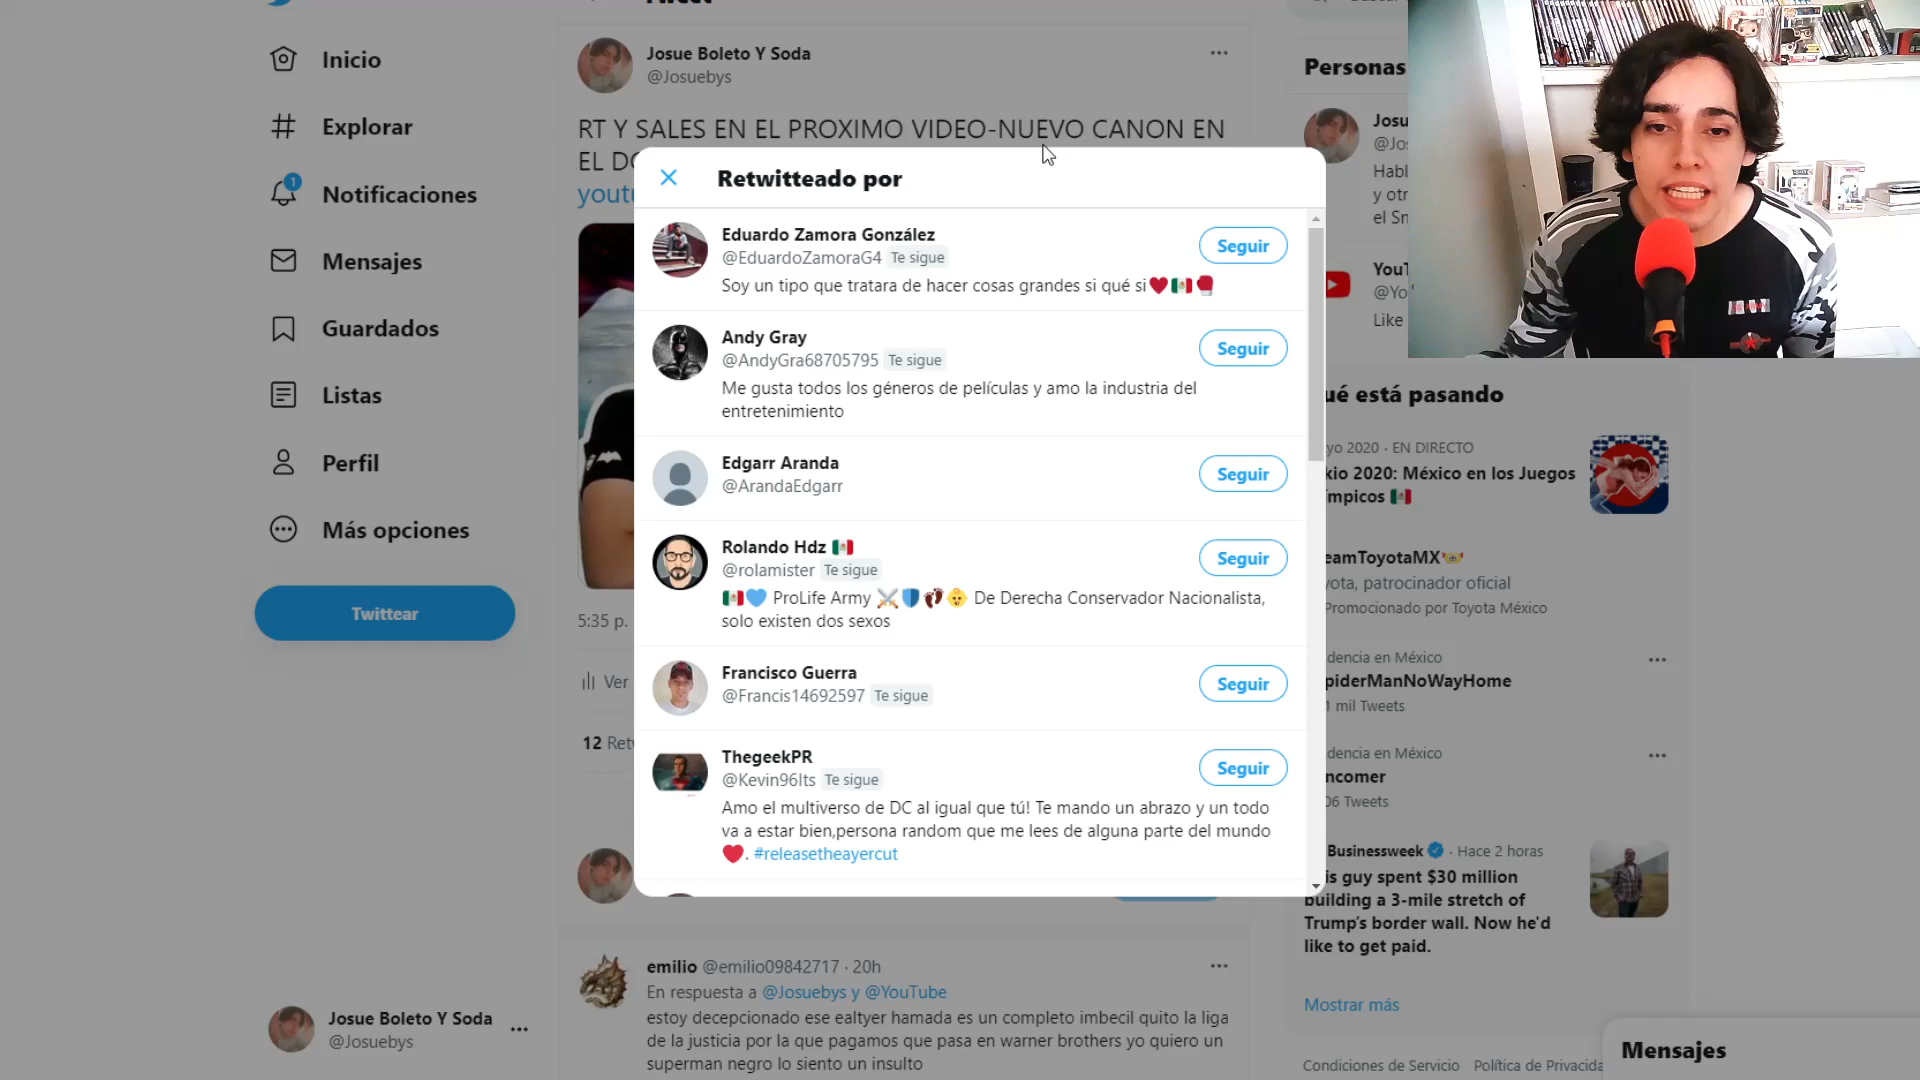 Tweet
Inicio
Explorar
1
Notificaciones
Mensajes
Guardados
Listas
Perfil
Más opciones
Twittear
Josue Boleto Y Soda
@Josuebys
Josue Boleto Y Soda
@Josuebys
RT Y SALES EN EL PROXIMO VIDEO-NUEVO CANON EN
EL D
youtu
5:35 p.
Ver
12 Retw
Retwitteado por
Eduardo Zamora González
@EduardoZamoraG4 Te sigue
Seguir
Soy un tipo que tratara de hacer cosas grandes si qué si❤️🇲🇽🥊
Andy Gray
@AndyGra68705795 Te sigue
Seguir
Me gusta todos los géneros de películas y amo la industria del
entretenimiento
Edgarr Aranda
@ArandaEdgarr
Seguir
Rolando Hdz 🇲🇽
@rolamister Te sigue
Seguir
🇲🇽💙 ProLife Army ⚔️🛡️👣👶 De Derecha Conservador Nacionalista,
solo existen dos sexos
Francisco Guerra
@Francis14692597 Te sigue
Seguir
ThegeekPR
@Kevin96Its Te sigue
Seguir
Amo el multiverso de DC al igual que tú! Te mando un abrazo y un todo
va a estar bien,persona random que me lees de alguna parte del mundo
❤️. #releasetheayercut
emilio @emilio09842717 · 20h
En respuesta a @Josuebys y @YouTube
estoy decepcionado ese ealtyer hamada es un completo imbecil quito la liga
de la justicia por la que pagamos que pasa en warner brothers yo quiero un
superman negro lo siento un insulto
Personas
Josu
@Jos
Habl
y otr
el Sn
YouT
@Yo
Like
ué está pasando
yo 2020 · EN DIRECTO
kio 2020: México en los Juegos
ímpicos 🇲🇽
eamToyotaMX
ota, patrocinador oficial
Promocionado por Toyota México
dencia en México
piderManNoWayHome
1 mil Tweets
dencia en México
ncomer
06 Tweets
Businessweek · Hace 2 horas
is guy spent $30 million
building a 3-mile stretch of
Trump's border wall. Now he'd
like to get paid.
Mostrar más
Condiciones de Servicio Política de Privacida
Mensajes